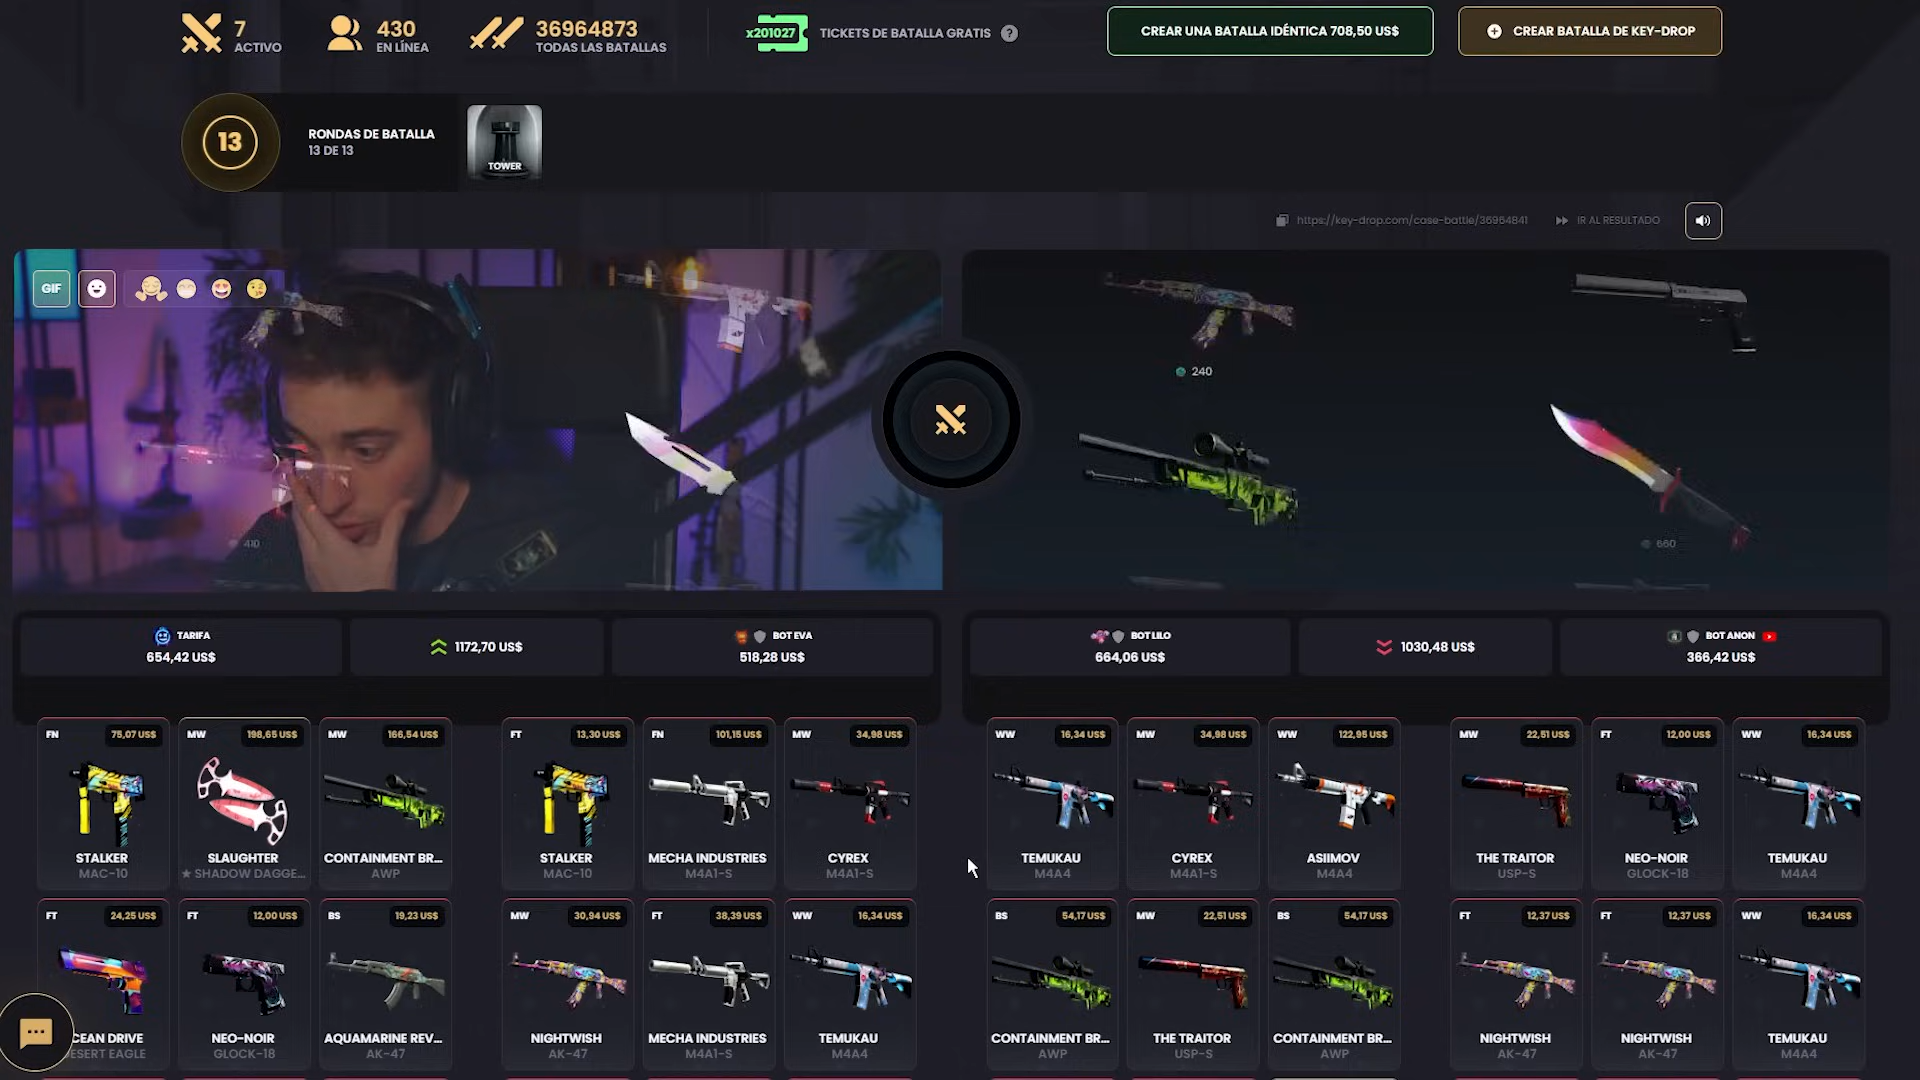 7
ACTIVO
430
EN LÍNEA
36964873
TODAS LAS BATALLAS
x201027
TICKETS DE BATALLA GRATIS ?
CREAR UNA BATALLA IDÉNTICA 708,50 US$
CREAR BATALLA DE KEY-DROP
13
RONDAS DE BATALLA
13 DE 13
TOWER
https://key-drop.com/case-battle/36964841
IR AL RESULTADO
GIF
240
410
660
TARIFA
654,42 US$
1172,70 US$
BOT EVA
518,28 US$
BOT LILO
664,06 US$
1030,48 US$
BOT ANON
366,42 US$
FN 75,07 US$
STALKER
MAC-10
MW 198,65 US$
SLAUGHTER
★ SHADOW DAGGE...
MW 166,54 US$
CONTAINMENT BR...
AWP
FT 13,30 US$
STALKER
MAC-10
FN 101,15 US$
MECHA INDUSTRIES
M4A1-S
MW 34,98 US$
CYREX
M4A1-S
WW 16,34 US$
TEMUKAU
M4A4
MW 34,98 US$
CYREX
M4A1-S
WW 122,95 US$
ASIIMOV
M4A4
MW 22,51 US$
THE TRAITOR
USP-S
FT 12,00 US$
NEO-NOIR
GLOCK-18
WW 16,34 US$
TEMUKAU
M4A4
FT 24,25 US$
CEAN DRIVE
ESERT EAGLE
FT 12,00 US$
NEO-NOIR
GLOCK-18
BS 19,23 US$
AQUAMARINE REV...
AK-47
MW 30,94 US$
NIGHTWISH
AK-47
FT 38,39 US$
MECHA INDUSTRIES
M4A1-S
WW 16,34 US$
TEMUKAU
M4A4
BS 54,17 US$
CONTAINMENT BR...
AWP
MW 22,51 US$
THE TRAITOR
USP-S
BS 54,17 US$
CONTAINMENT BR...
AWP
FT 12,37 US$
NIGHTWISH
AK-47
FT 12,37 US$
NIGHTWISH
AK-47
WW 16,34 US$
TEMUKAU
M4A4